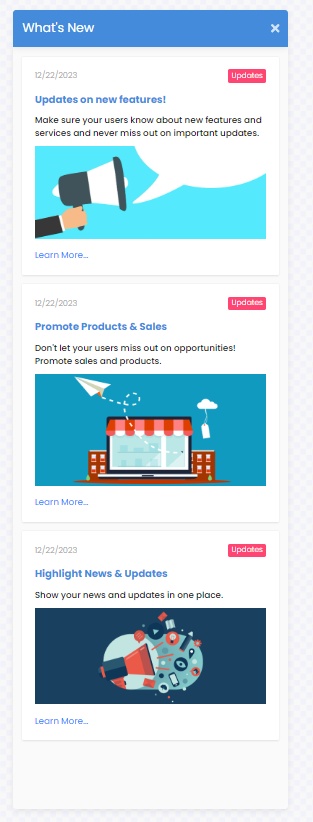 What's New
12/22/2023
Updates
Updates on new features!
Make sure your users know about new features and
services and never miss out on important updates.
Learn More...
12/22/2023
Updates
Promote Products & Sales
Don't let your users miss out on opportunities!
Promote sales and products.
Learn More...
12/22/2023
Updates
Highlight News & Updates
Show your news and updates in one place.
Learn More...